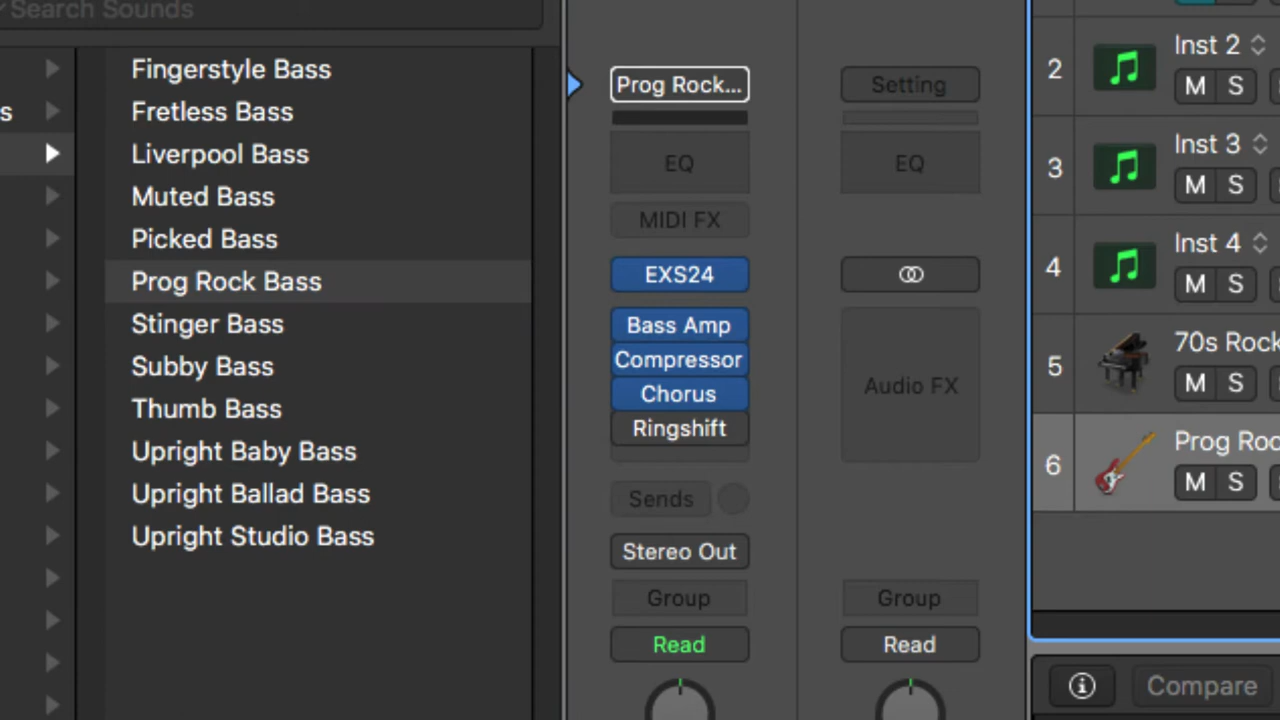 Search Sounds
s
Fingerstyle Bass
Fretless Bass
Liverpool Bass
Muted Bass
Picked Bass
Prog Rock Bass
Stinger Bass
Subby Bass
Thumb Bass
Upright Baby Bass
Upright Ballad Bass
Upright Studio Bass
Prog Rock...
EQ
MIDI FX
EXS24
Bass Amp
Compressor
Chorus
Ringshift
Sends
Stereo Out
Group
Read
Setting
EQ
Audio FX
Group
Read
2 Inst 2
M S
3 Inst 3
M S
4 Inst 4
M S
5 70s Rock
M S
6 Prog Roc
M S
Compare